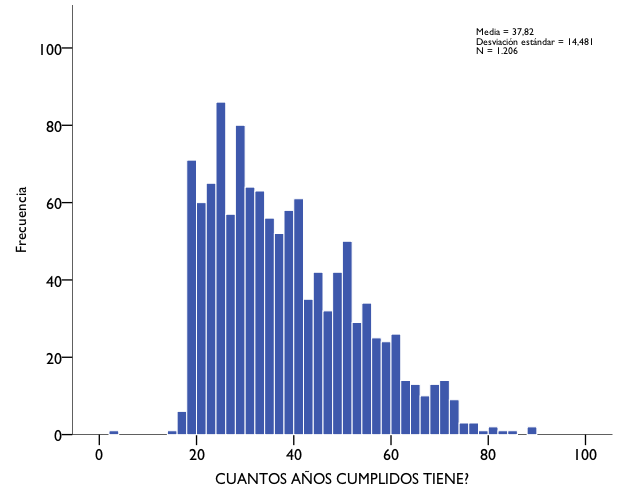 Media = 37,82
Desviación estándar = 14,481
N = 1.206
100
80
60
40
20
0
Frecuencia
0 20 40 60 80 100
CUANTOS AÑOS CUMPLIDOS TIENE?